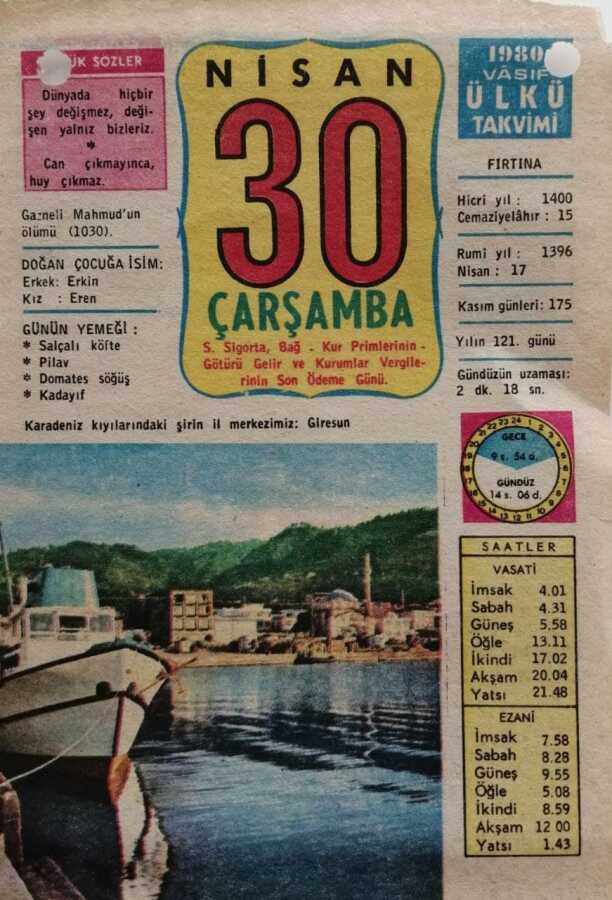 ÜK SÖZLER
Dünyada hiçbir
şey değişmez, deği-
şen yalnız bizleriz.
*
Can çıkmayınca,
huy çıkmaz.
Gazneli Mahmud'un
ölümü (1030).
DOĞAN ÇOCUĞA İSİM:
Erkek: Erkin
Kız : Eren
GÜNÜN YEMEĞİ :
* Salçalı köfte
* Pilav
* Domates söğüş
* Kadayıf
NİSAN
30
ÇARŞAMBA
S. Sigorta, Bağ - Kur Primlerinin -
Götürü Gelir ve Kurumlar Vergile-
rinin Son Ödeme Günü.
1980
VÂSIF
ÜLKÜ
TAKVİMİ
FIRTINA
Hicri yıl : 1400
Cemaziyelâhır : 15
Rumi yıl : 1396
Nisan : 17
Kasım günleri: 175
Yılın 121. günü
Gündüzün uzaması:
2 dk. 18 sn.
Karadeniz kıyılarındaki şirin il merkezimiz: Giresun
GECE
9 s. 54 d.
GÜNDÜZ
14 s. 06 d.
SAATLER
VASATİ
İmsak 4.01
Sabah 4.31
Güneş 5.58
Öğle 13.11
İkindi 17.02
Akşam 20.04
Yatsı 21.48
EZANİ
İmsak 7.58
Sabah 8.28
Güneş 9.55
Öğle 5.08
İkindi 8.59
Akşam 12 00
Yatsı 1.43